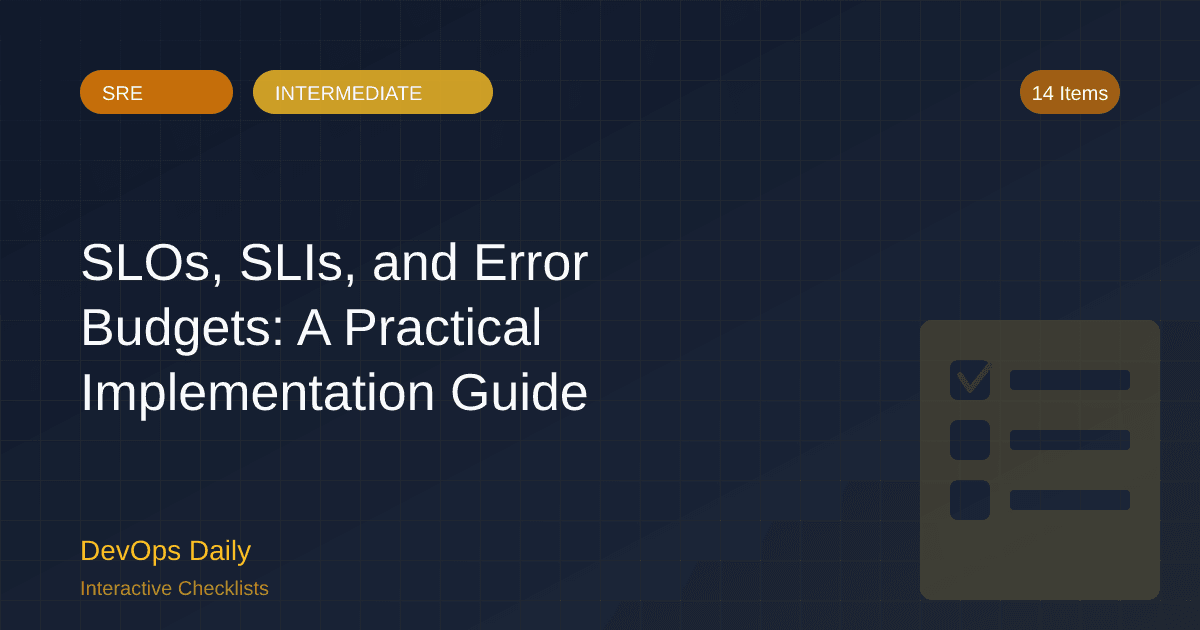 SRE
INTERMEDIATE
14 Items
SLOs, SLIs, and Error
Budgets: A Practical
Implementation Guide
DevOps Daily
Interactive Checklists